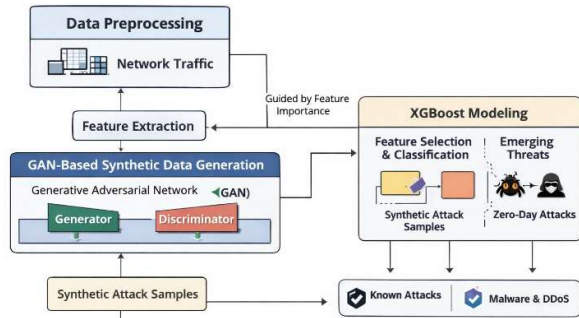 Data Preprocessing
Network Traffic
Guided by Feature
Importance
Feature Extraction
GAN-Based Synthetic Data Generation
Generative Adversarial Network GAN)
Generator
Discriminator
Synthetic Attack Samples
XGBoost Modeling
Feature Selection
& Classification
Synthetic Attack
Samples
Emerging
Threats
Zero-Day Attacks
Known Attacks
Malware & DDoS